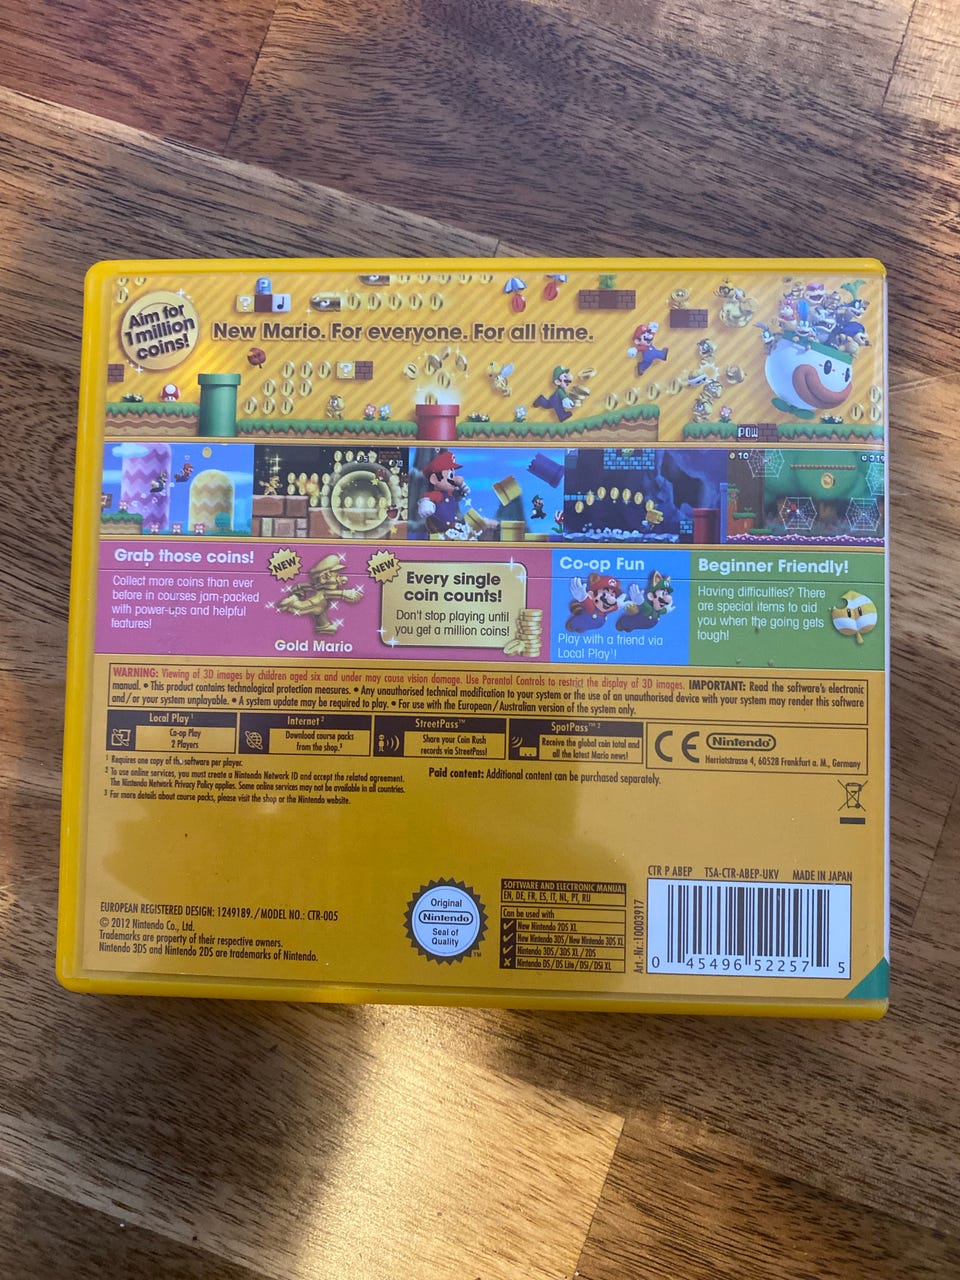 Aim for
1 million
coins!
New Mario. For everyone. For all time.
P
?
?
POW
Grab those coins!
Collect more coins than ever
before in courses jam-packed
with power-ups and helpful
features!
NEW
Gold Mario
NEW
Every single
coin counts!
Don't stop playing until
you get a million coins!
Co-op Fun
Play with a friend via
Local Play¹!
Beginner Friendly!
Having difficulties? There
are special items to aid
you when the going gets
tough!
WARNING: Viewing of 3D images by children aged six and under may cause vision damage. Use Parental Controls to restrict the display of 3D images. IMPORTANT: Read the software's electronic
manual. • This product contains technological protection measures. • Any unauthorised technical modification to your system or the use of an unauthorised device with your system may render this software
and/or your system unplayable. • A system update may be required to play. • For use with the European/Australian version of the system only.
Local Play¹
Co-op Play
2 Players
Internet²
Download course packs
from the shop.³
StreetPass™
Share your Coin Rush
records via StreetPass!
SpotPass™ ²
Receive the global coin total and
all the latest Mario news!
CE
Nintendo
Herriotstrasse 4, 60528 Frankfurt a. M., Germany
¹ Requires one copy of the software per player.
² To use online services, you must create a Nintendo Network ID and accept the related agreement.
The Nintendo Network Privacy Policy applies. Some online services may not be available in all countries.
³ For more details about course packs, please visit the shop or the Nintendo website.
Paid content: Additional content can be purchased separately.
CTR P ABEP TSA-CTR-ABEP-UKV MADE IN JAPAN
EUROPEAN REGISTERED DESIGN: 1249189./MODEL NO.: CTR-005
© 2012 Nintendo Co., Ltd.
Trademarks are property of their respective owners.
Nintendo 3DS and Nintendo 2DS are trademarks of Nintendo.
Original
Nintendo
Seal of
Quality
TM
SOFTWARE AND ELECTRONIC MANUAL
EN, DE, FR, ES, IT, NL, PT, RU
Can be used with
✓ New Nintendo 2DS XL
✓ New Nintendo 3DS/New Nintendo 3DS XL
✓ Nintendo 3DS/3DS XL/2DS
✗ Nintendo DS/DS Lite/DSi/DSi XL
Art.-Nr.: 10003917
0 45496 52257 5